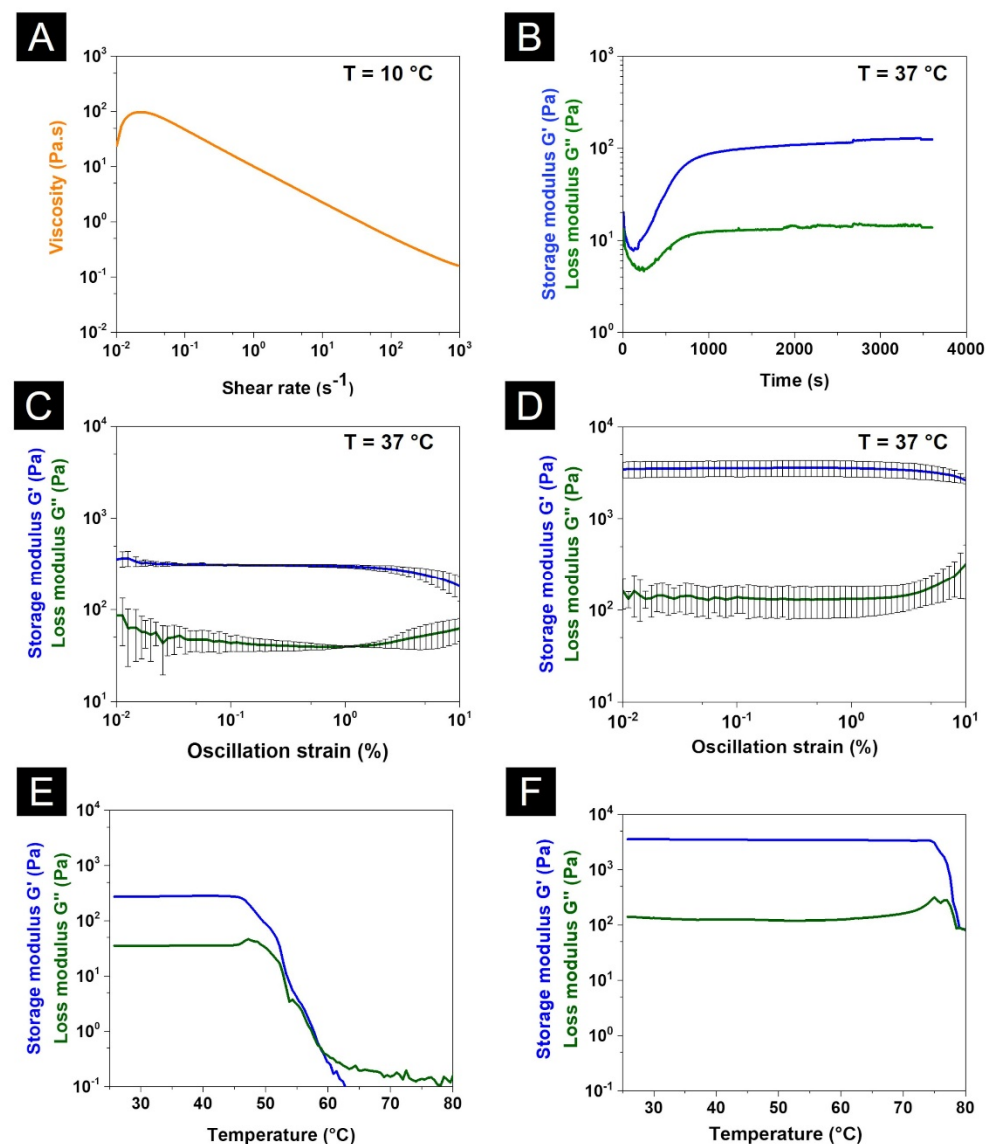 A
T = 10 °C
10³
10²
10¹
10⁰
10⁻¹
10⁻²
Viscosity (Pa.s)
10⁻² 10⁻¹ 10⁰ 10¹ 10² 10³
Shear rate (s⁻¹)
B
T = 37 °C
10³
10²
10¹
10⁰
Storage modulus G' (Pa)
Loss modulus G'' (Pa)
0 1000 2000 3000 4000
Time (s)
C
T = 37 °C
10⁴
10³
10²
10¹
Storage modulus G' (Pa)
Loss modulus G'' (Pa)
10⁻² 10⁻¹ 10⁰ 10¹
Oscillation strain (%)
D
T = 37 °C
10⁴
10³
10²
10¹
Storage modulus G' (Pa)
Loss modulus G'' (Pa)
10⁻² 10⁻¹ 10⁰ 10¹
Oscillation strain (%)
E
10⁴
10³
10²
10¹
10⁰
10⁻¹
Storage modulus G' (Pa)
Loss modulus G'' (Pa)
30 40 50 60 70 80
Temperature (°C)
F
10⁴
10³
10²
10¹
10⁰
10⁻¹
Storage modulus G' (Pa)
Loss modulus G'' (Pa)
30 40 50 60 70 80
Temperature (°C)